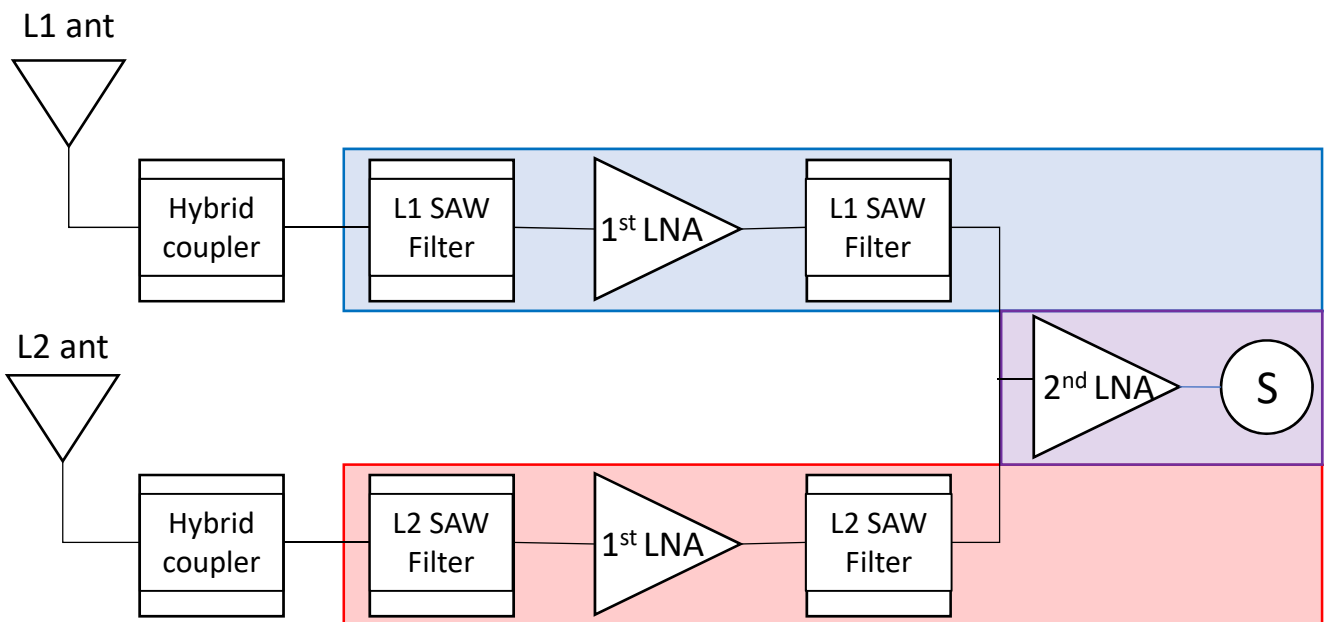 L1 ant
Hybrid
coupler
L1 SAW
Filter
1st LNA
L1 SAW
Filter
L2 ant
2nd LNA
S
Hybrid
coupler
L2 SAW
Filter
1st LNA
L2 SAW
Filter